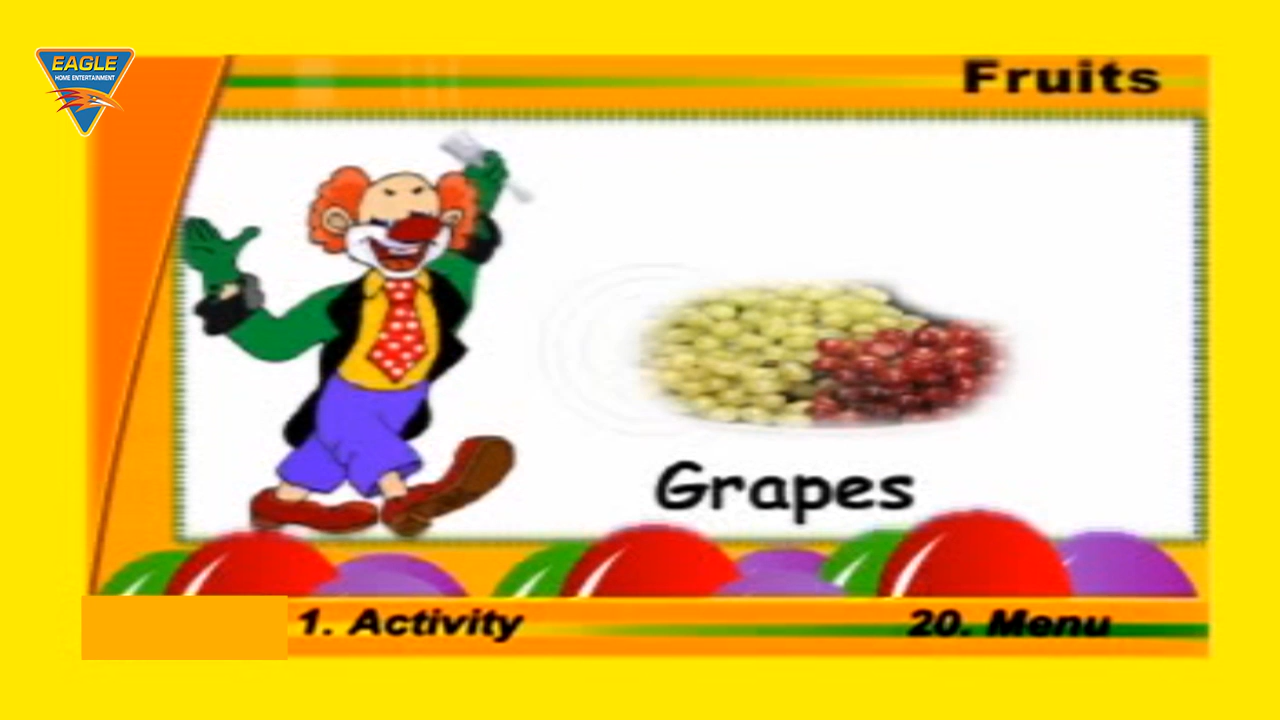 EAGLE
HOME ENTERTAINMENT
Fruits
Grapes
1. Activity
20. Menu